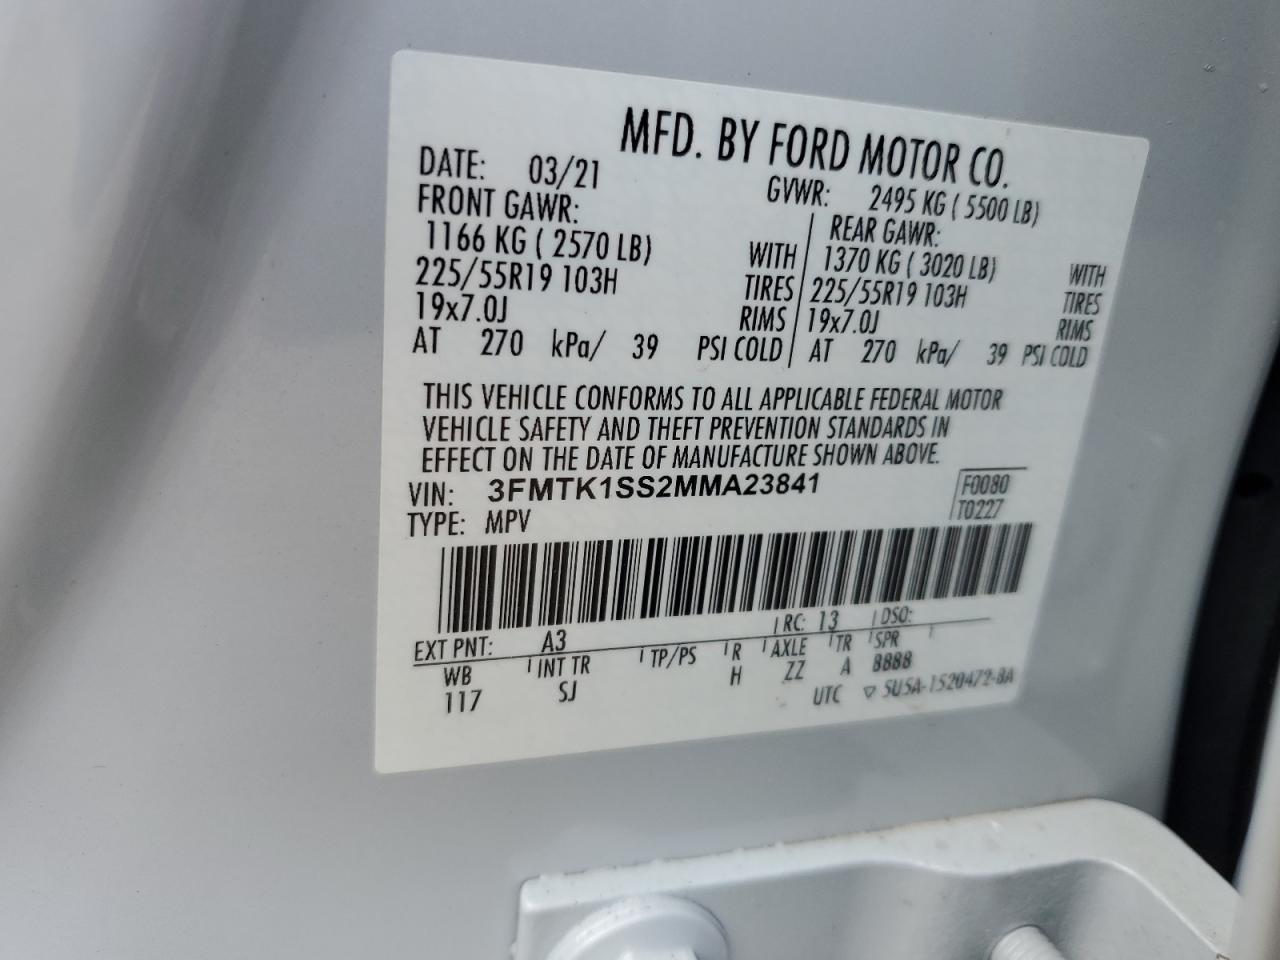 MFD. BY FORD MOTOR CO.
DATE: 03/21 GVWR: 2495 KG ( 5500 LB)
FRONT GAWR: REAR GAWR:
1166 KG ( 2570 LB) WITH 1370 KG ( 3020 LB) WITH
225/55R19 103H TIRES 225/55R19 103H TIRES
19x7.0J RIMS 19x7.0J RIMS
AT 270 kPa/ 39 PSI COLD AT 270 kPa/ 39 PSI COLD
THIS VEHICLE CONFORMS TO ALL APPLICABLE FEDERAL MOTOR
VEHICLE SAFETY AND THEFT PREVENTION STANDARDS IN
EFFECT ON THE DATE OF MANUFACTURE SHOWN ABOVE.
VIN: 3FMTK1SS2MMA23841 F0080
TYPE: MPV T0227
EXT PNT: A3 RC: 13 DSO:
WB INT TR TP/PS R AXLE TR SPR
117 SJ H ZZ A 8888
UTC ▽ SU5A-1520472-BA